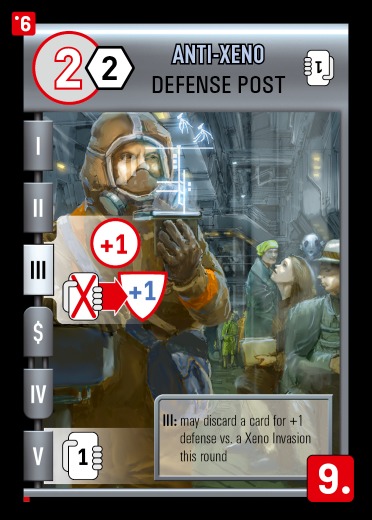 ·9
2 2 ANTI-XENO
DEFENSE POST
1
I
II
+1
III
+1
$
IV
III: may discard a card for +1
defense vs. a Xeno Invasion
this round
V 1
9.